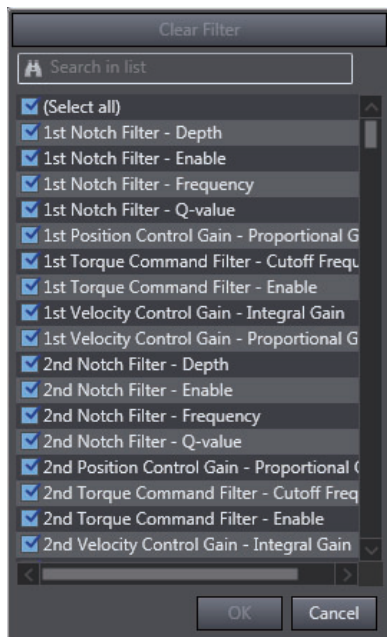 Clear Filter
Search in list
(Select all)
1st Notch Filter - Depth
1st Notch Filter - Enable
1st Notch Filter - Frequency
1st Notch Filter - Q-value
1st Position Control Gain - Proportional G
1st Torque Command Filter - Cutoff Frequ
1st Torque Command Filter - Enable
1st Velocity Control Gain - Integral Gain
1st Velocity Control Gain - Proportional G
2nd Notch Filter - Depth
2nd Notch Filter - Enable
2nd Notch Filter - Frequency
2nd Notch Filter - Q-value
2nd Position Control Gain - Proportional (
2nd Torque Command Filter - Cutoff Freq
2nd Torque Command Filter - Enable
2nd Velocity Control Gain - Integral Gain
OK Cancel